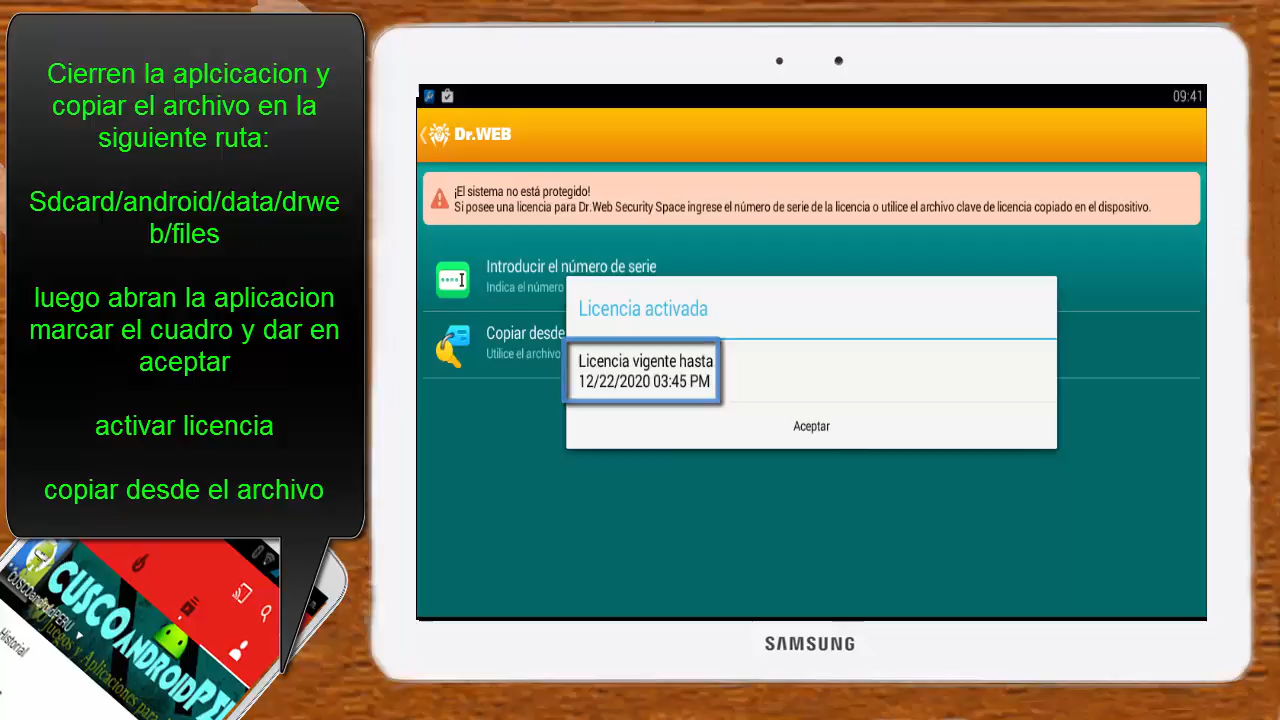 Cierren la aplcicacion y
copiar el archivo en la
siguiente ruta:
Sdcard/android/data/drwe
b/files
luego abran la aplicacion
marcar el cuadro y dar en
aceptar
activar licencia
copiar desde el archivo
09:41
Dr.WEB
¡El sistema no está protegido!
Si posee una licencia para Dr.Web Security Space ingrese el número de serie de la licencia o utilice el archivo clave de licencia copiado en el dispositivo.
Introducir el número de serie
Indica el número
Copiar desde
Utilice el archivo
Licencia activada
Licencia vigente hasta
12/22/2020 03:45 PM
Aceptar
SAMSUNG
CUSCOandroidPERU
Historial
CUSCOANDROIDPE
Juegos y Aplicaciones para